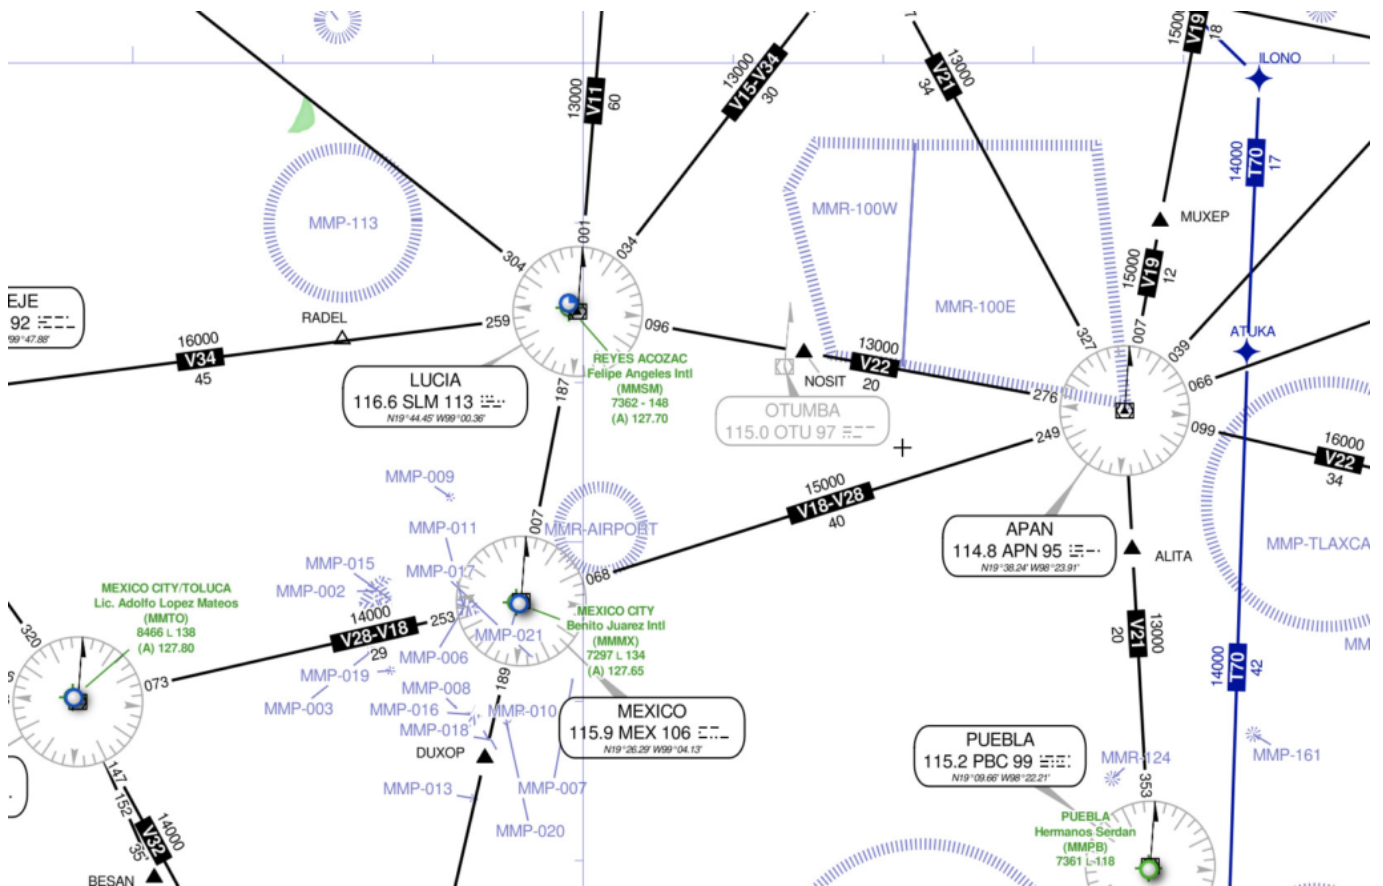 13000
V11
60
13000
V15-V34
30
13000
V21
34
15000
V19
18
ILONO
14000
T70
17
MMP-113
MMR-100W
MUXEP
15000
V19
12
MMR-100E
304
001
034
327
007
039
ATUKA
EJE
92
RADEL
259
096
16000
V34
45
LUCIA
116.6 SLM 113
N19°44.45' W99°00.36'
187
REYES ACOZAC
Felipe Angeles Intl
(MMSM)
7362 - 148
(A) 127.70
NOSIT
13000
V22
20
276
066
OTUMBA
115.0 OTU 97
249
099
16000
V22
34
MMP-009
15000
V18-V28
40
APAN
114.8 APN 95
N19°38.24' W98°23.91'
ALITA
MMP-TLAXCA
MMP-011
007
MMR-AIRPORT
MMP-015
MMP-017
MMP-002
068
MEXICO CITY/TOLUCA
Lic. Adolfo Lopez Mateos
(MMTO)
8466 L 138
(A) 127.80
14000
V28-V18
29
253
MMP-021
MEXICO CITY
Benito Juarez Intl
(MMMX)
7297 L 134
(A) 127.65
13000
V21
20
MM
320
MMP-006
14000
T70
42
073
MMP-019
189
MMP-003
MMP-008
MMP-016
MMP-010
MMP-018
DUXOP
MEXICO
115.9 MEX 106
N19°26.29' W99°04.13'
PUEBLA
115.2 PBC 99
N19°09.66' W98°22.21'
MMR-124
MMP-161
353
147
152
MMP-013
MMP-007
MMP-020
14000
V32
35
BESAN
PUEBLA
Hermanos Serdan
(MMPB)
7361 L 118